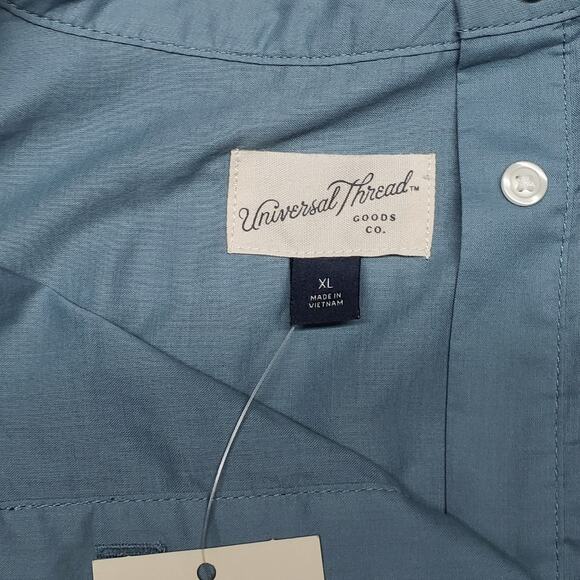 Universal Thread™
GOODS
CO.
XL
MADE IN
VIETNAM